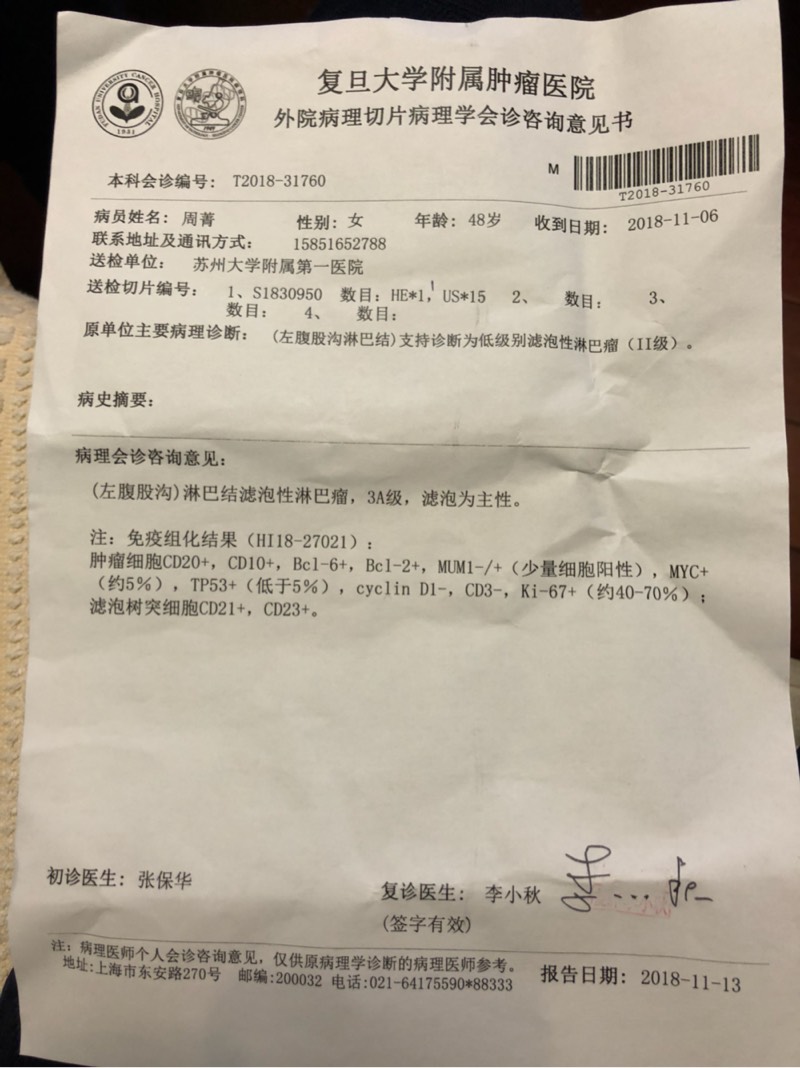 复旦大学附属肿瘤医院
外院病理切片病理学会诊咨询意见书
FUDAN UNIVERSITY CANCER HOSPITAL
1931
M
T2018-31760
本科会诊编号: T2018-31760
病员姓名: 周菁 性别: 女 年龄: 48岁 收到日期: 2018-11-06
联系地址及通讯方式: 15851652788
送检单位: 苏州大学附属第一医院
送检切片编号: 1、S1830950 数目: HE*1, US*15 2、 数目: 3、
数目: 4、 数目:
原单位主要病理诊断: (左腹股沟淋巴结)支持诊断为低级别滤泡性淋巴瘤(II级)。
病史摘要:
病理会诊咨询意见:
(左腹股沟)淋巴结滤泡性淋巴瘤,3A级,滤泡为主性。
注: 免疫组化结果(HI18-27021):
肿瘤细胞CD20+, CD10+, Bcl-6+, Bcl-2+, MUM1-/+(少量细胞阳性), MYC+
(约5%), TP53+(低于5%), cyclin D1-, CD3-, Ki-67+(约40-70%);
滤泡树突细胞CD21+, CD23+。
初诊医生: 张保华
复诊医生: 李小秋
(签字有效)
注: 病理医师个人会诊咨询意见,仅供原病理学诊断的病理医师参考。
地址:上海市东安路270号 邮编:200032 电话:021-64175590*88333
报告日期: 2018-11-13